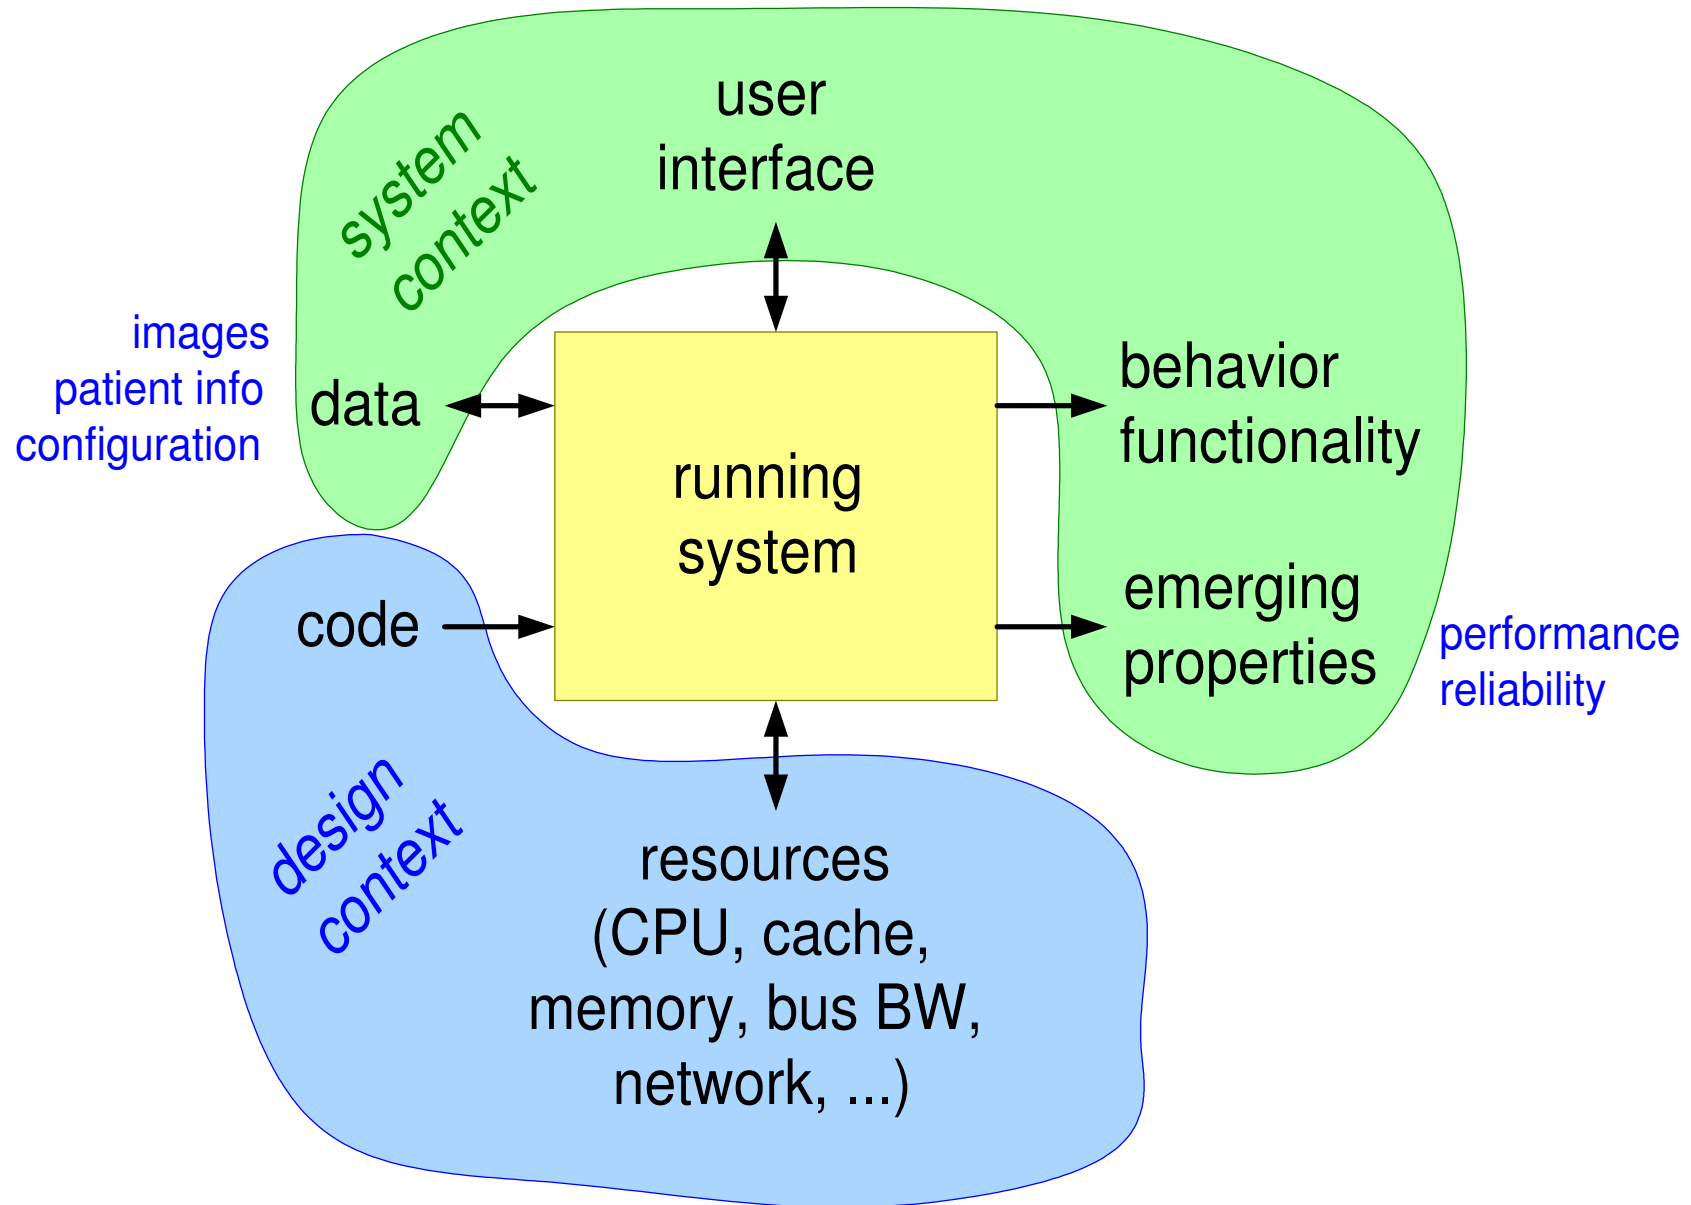 user
interface
system
context
images
patient info
configuration
data
behavior
functionality
running
system
code
emerging
properties
performance
reliability
design
context
resources
(CPU, cache,
memory, bus BW,
network, ...)